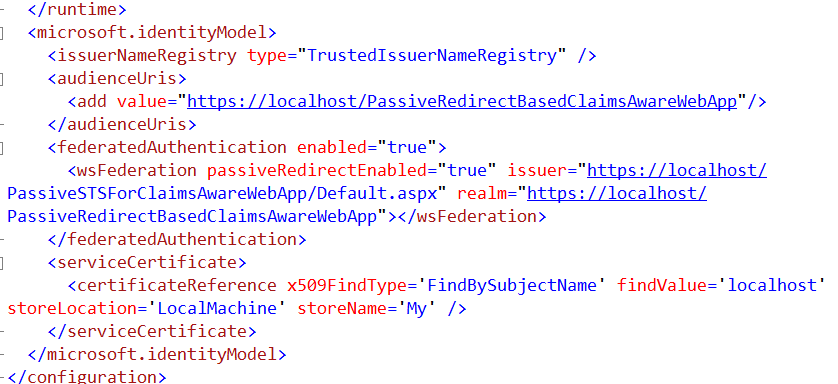 </runtime>
<microsoft.identityModel>
<issuerNameRegistry type="TrustedIssuerNameRegistry" />
<audienceUris>
<add value="https://localhost/PassiveRedirectBasedClaimsAwareWebApp"/>
</audienceUris>
<federatedAuthentication enabled="true">
<wsFederation passiveRedirectEnabled="true" issuer="https://localhost/
PassiveSTSForClaimsAwareWebApp/Default.aspx" realm="https://localhost/
PassiveRedirectBasedClaimsAwareWebApp"></wsFederation>
</federatedAuthentication>
<serviceCertificate>
<certificateReference x509FindType='FindBySubjectName' findValue='localhost'
storeLocation='LocalMachine' storeName='My' />
</serviceCertificate>
</microsoft.identityModel>
</configuration>